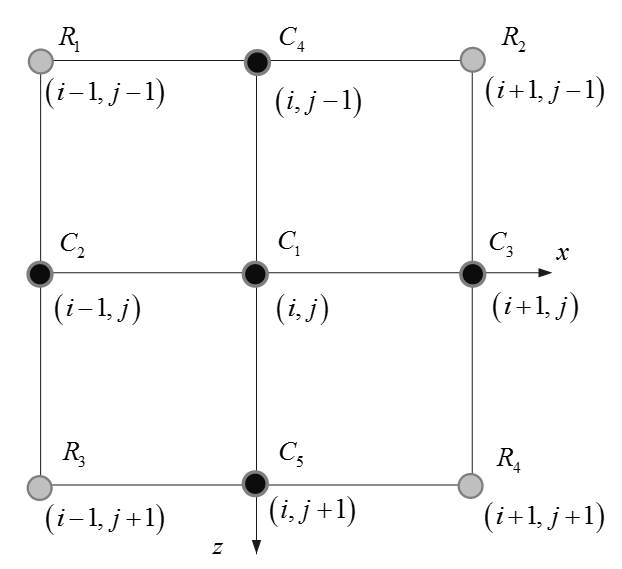 R₁ C₄ R₂
(i−1, j−1) (i, j−1) (i+1, j−1)
C₂ C₁ C₃ x
(i−1, j) (i, j) (i+1, j)
R₃ C₅ R₄
(i−1, j+1) (i, j+1) (i+1, j+1)
z